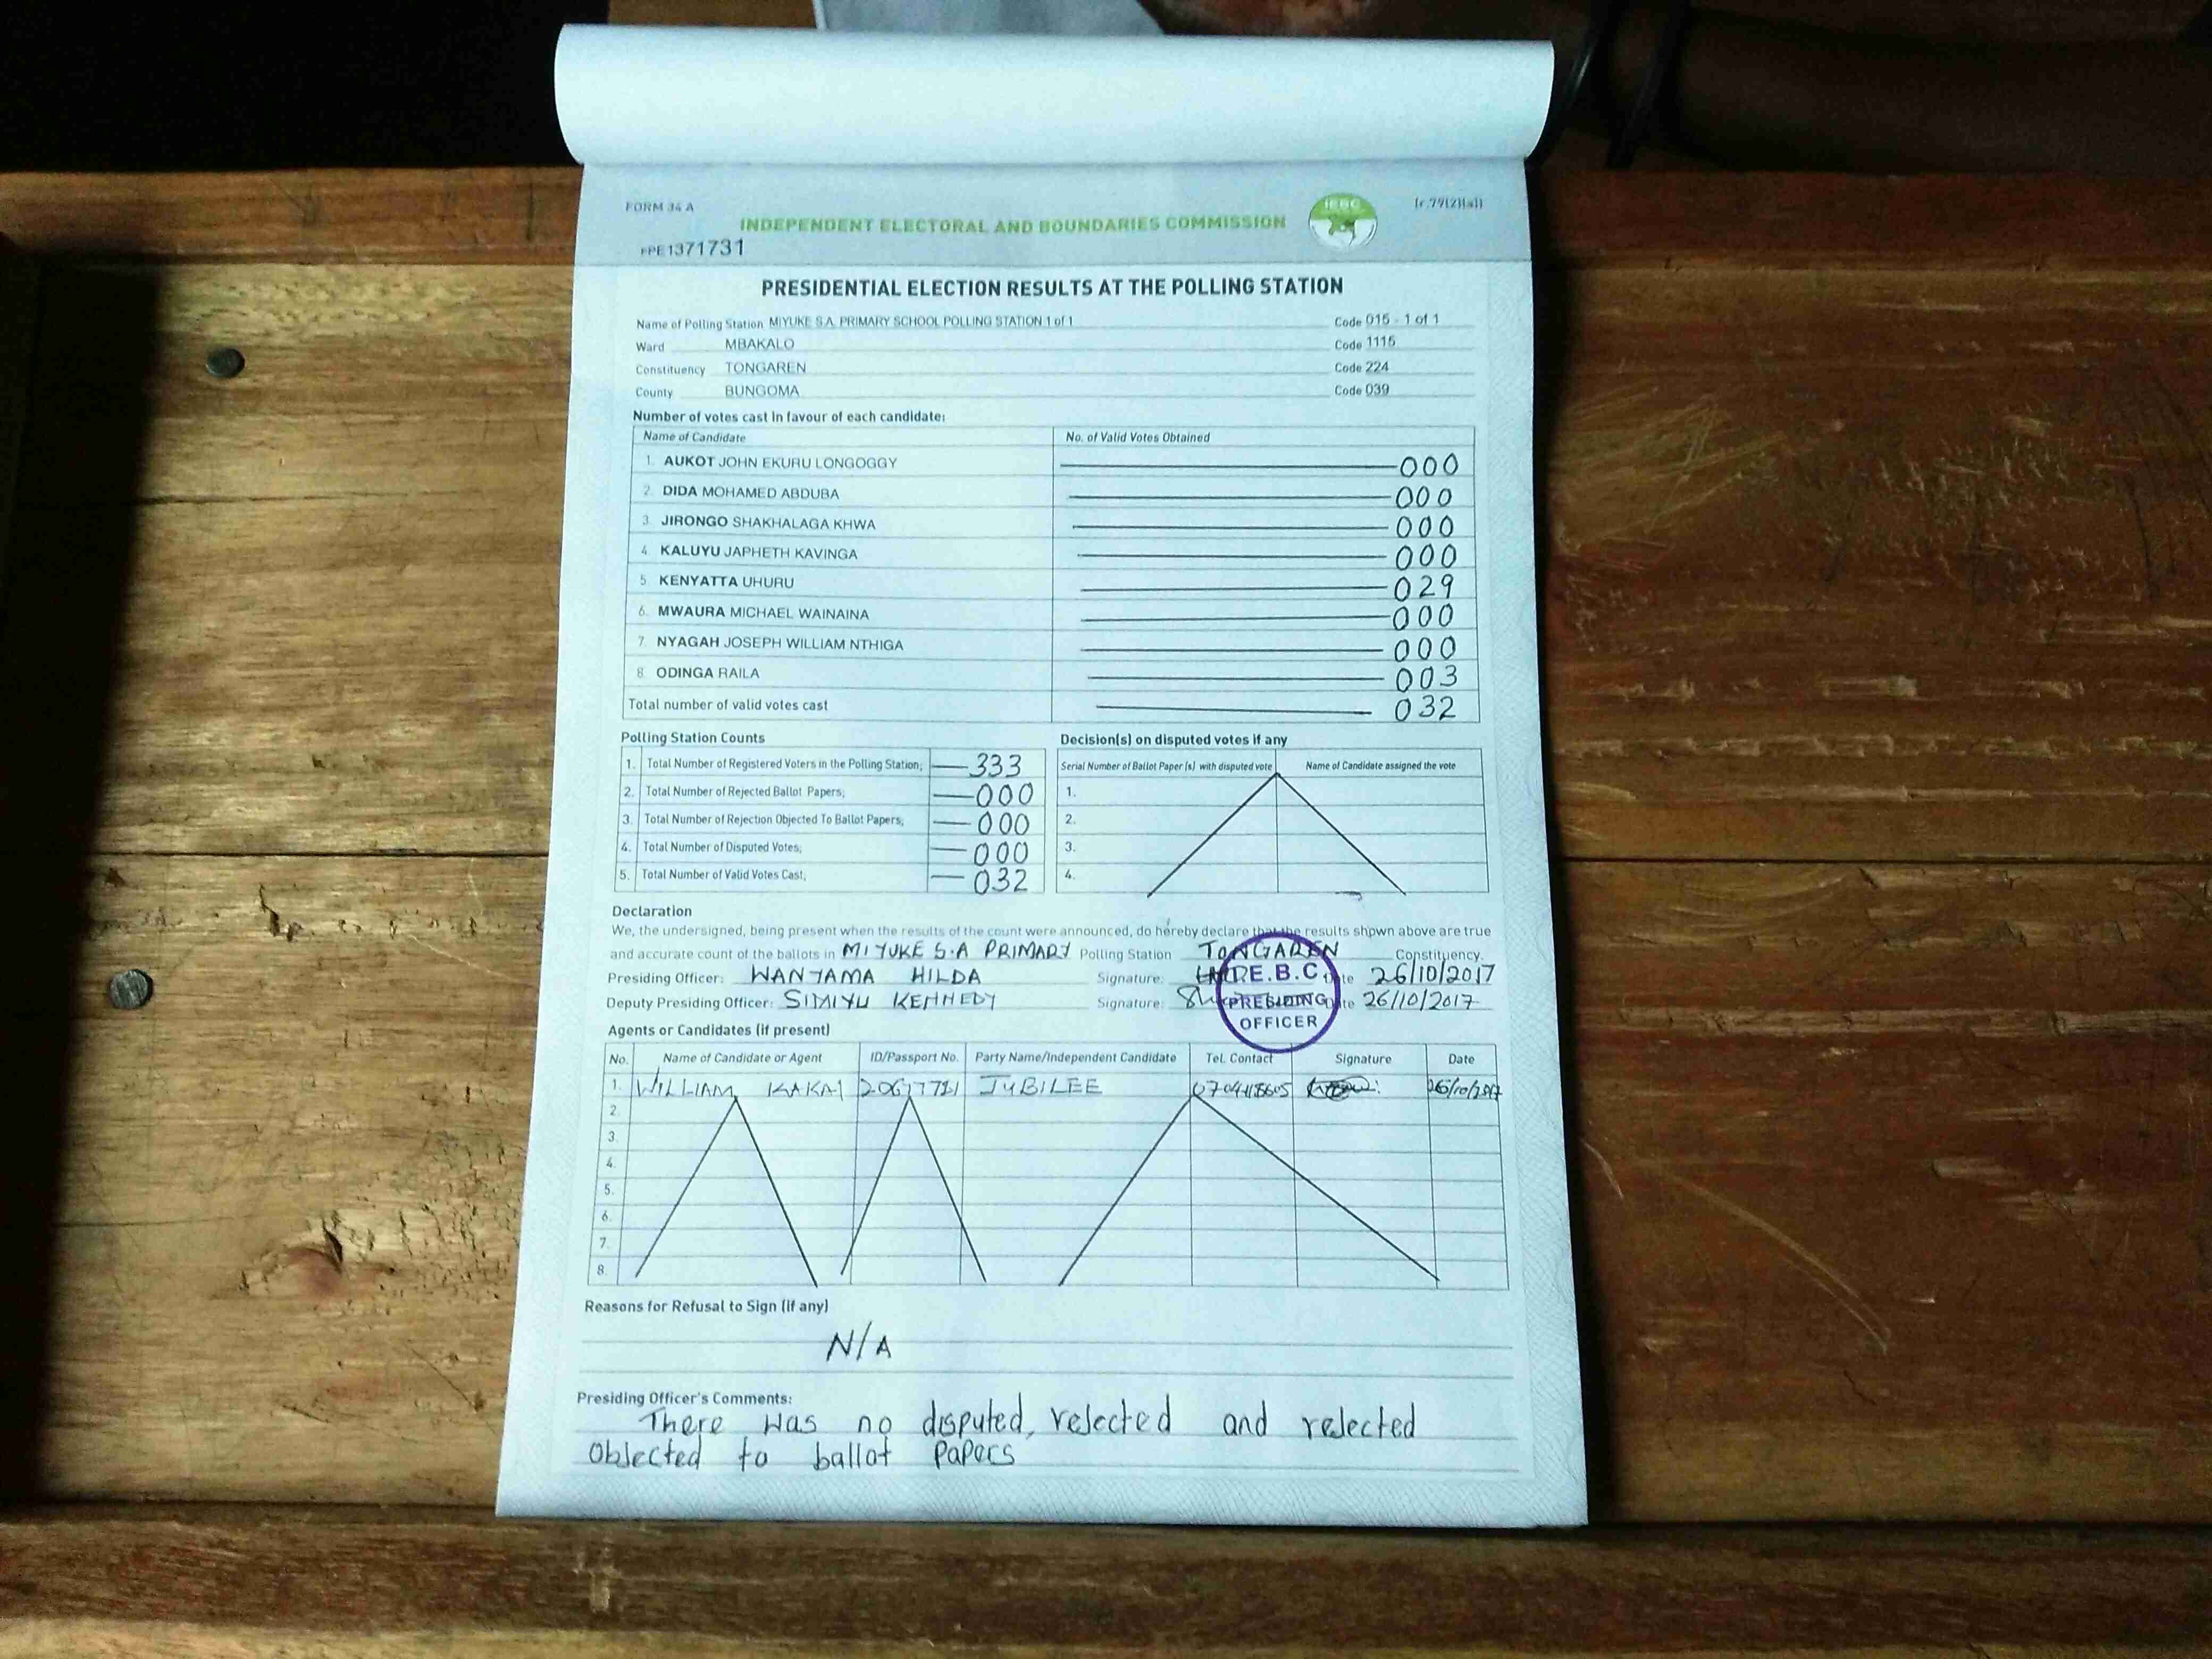 FORM 34 A
(r.79(2)(a))
IEBC
INDEPENDENT ELECTORAL AND BOUNDARIES COMMISSION
PPE1371731
PRESIDENTIAL ELECTION RESULTS AT THE POLLING STATION
Name of Polling Station MIYUKE S.A. PRIMARY SCHOOL POLLING STATION 1 of 1 Code 015 - 1 of 1
Ward MBAKALO Code 1115
Constituency TONGAREN Code 224
County BUNGOMA Code 039
Number of votes cast in favour of each candidate:
Name of Candidate No. of Valid Votes Obtained
1. AUKOT JOHN EKURU LONGOGGY 000
2. DIDA MOHAMED ABDUBA 000
3. JIRONGO SHAKHALAGA KHWA 000
4. KALUYU JAPHETH KAVINGA 000
5. KENYATTA UHURU 029
6. MWAURA MICHAEL WAINAINA 000
7. NYAGAH JOSEPH WILLIAM NTHIGA 000
8. ODINGA RAILA 003
Total number of valid votes cast 032
Polling Station Counts
1. Total Number of Registered Voters in the Polling Station; 333
2. Total Number of Rejected Ballot Papers; 000
3. Total Number of Rejection Objected To Ballot Papers; 000
4. Total Number of Disputed Votes; 000
5. Total Number of Valid Votes Cast; 032
Decision(s) on disputed votes if any
Serial Number of Ballot Paper (s) with disputed vote Name of Candidate assigned the vote
1.
2.
3.
4.
Declaration
We, the undersigned, being present when the results of the count were announced, do hereby declare that the results shown above are true
and accurate count of the ballots in MIYUKE S.A PRIMARY Polling Station TONGAREN Constituency.
Presiding Officer: WANYAMA HILDA Signature: Date 26/10/2017
Deputy Presiding Officer: SIMIYU KENNEDY Signature: Date 26/10/2017
I.E.B.C
PRESIDING
OFFICER
Agents or Candidates (if present)
No. Name of Candidate or Agent ID/Passport No. Party Name/Independent Candidate Tel. Contact Signature Date
1. WILLIAM KAKAI JUBILEE 26/10/2017
2.
3.
4.
5.
6.
7.
8.
Reasons for Refusal to Sign (if any)
N/A
Presiding Officer's Comments:
There was no disputed, rejected and rejected
objected to ballot papers